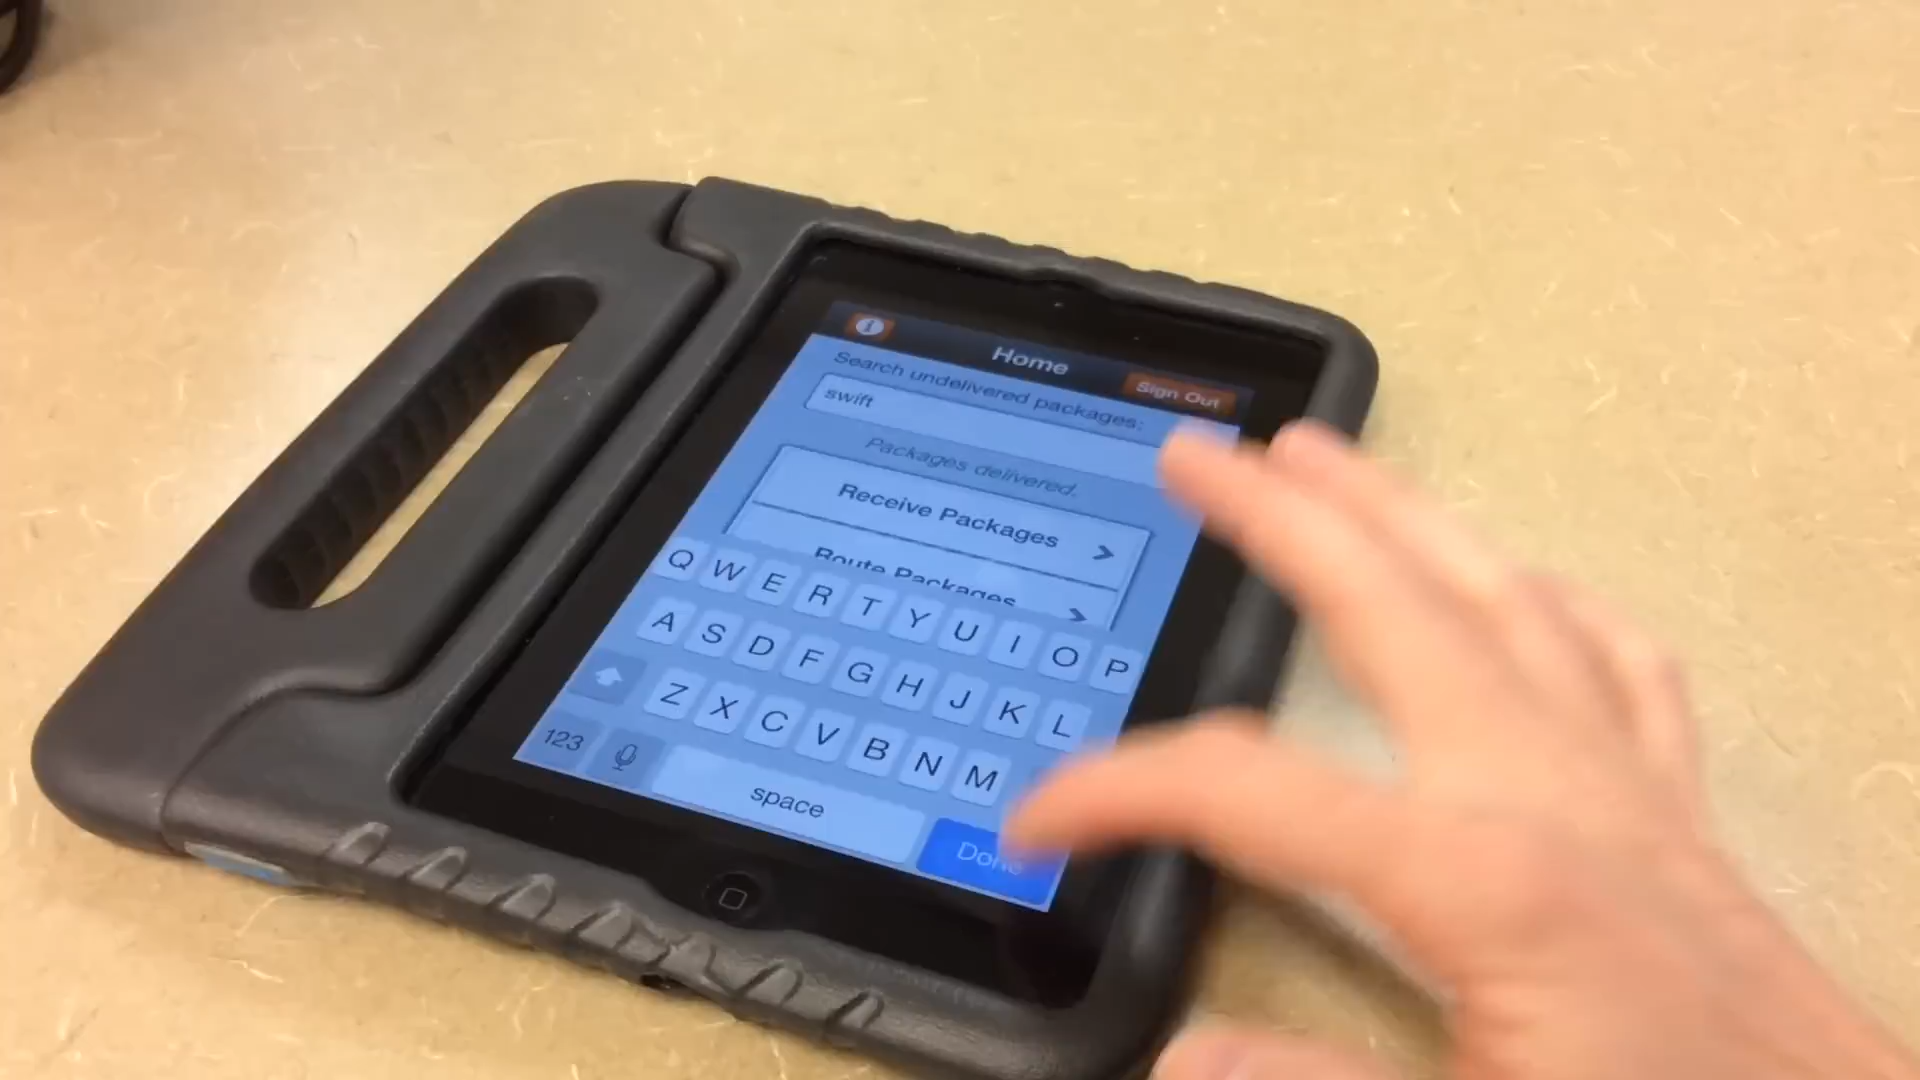 Home
Sign Out
Search undelivered packages:
swift
Packages delivered.
Receive Packages
Route Packages
Q W E R T Y U I O P
A S D F G H J K L
Z X C V B N M
123
space
Done